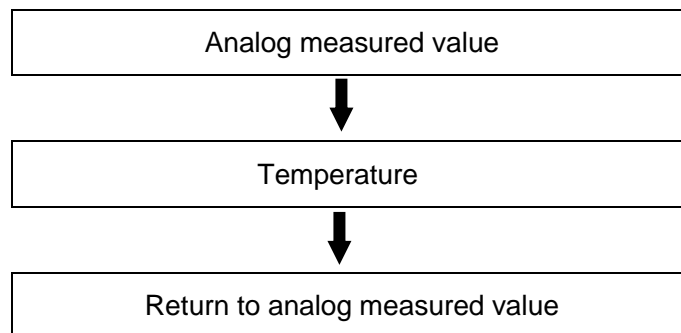 Analog measured value
Temperature
Return to analog measured value